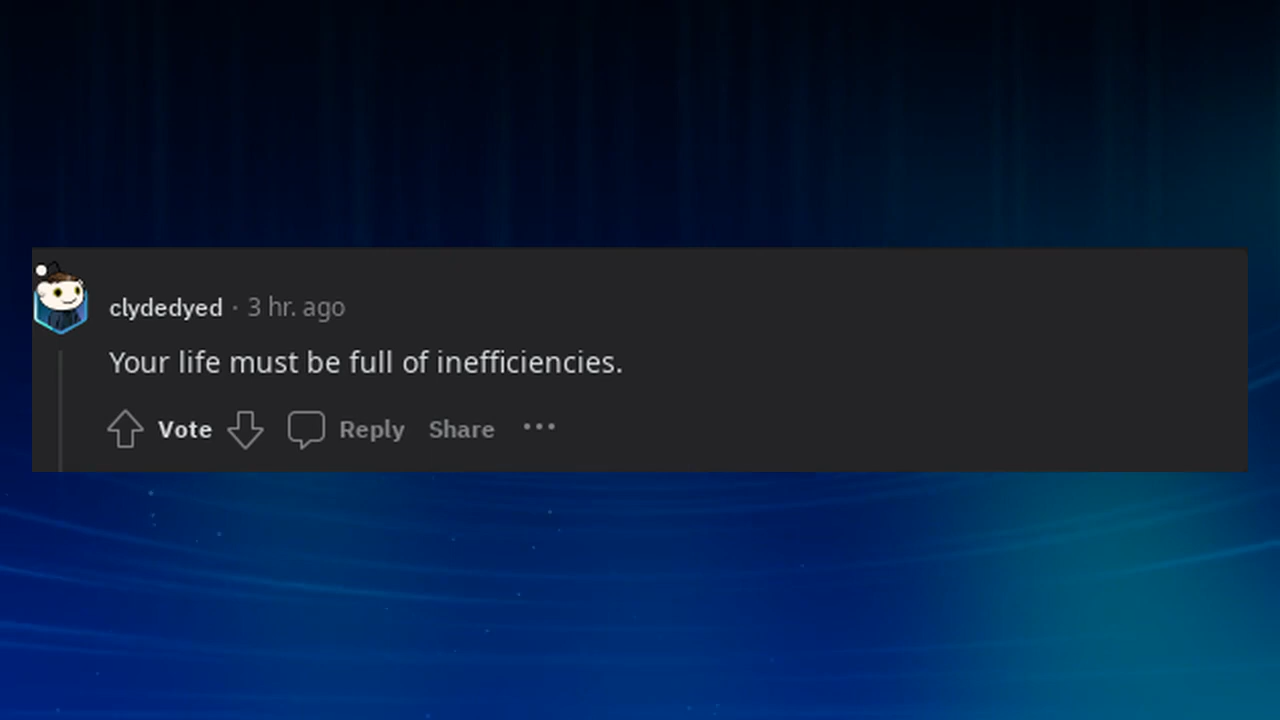 clydedyed · 3 hr. ago
Your life must be full of inefficiencies.
Vote Reply Share